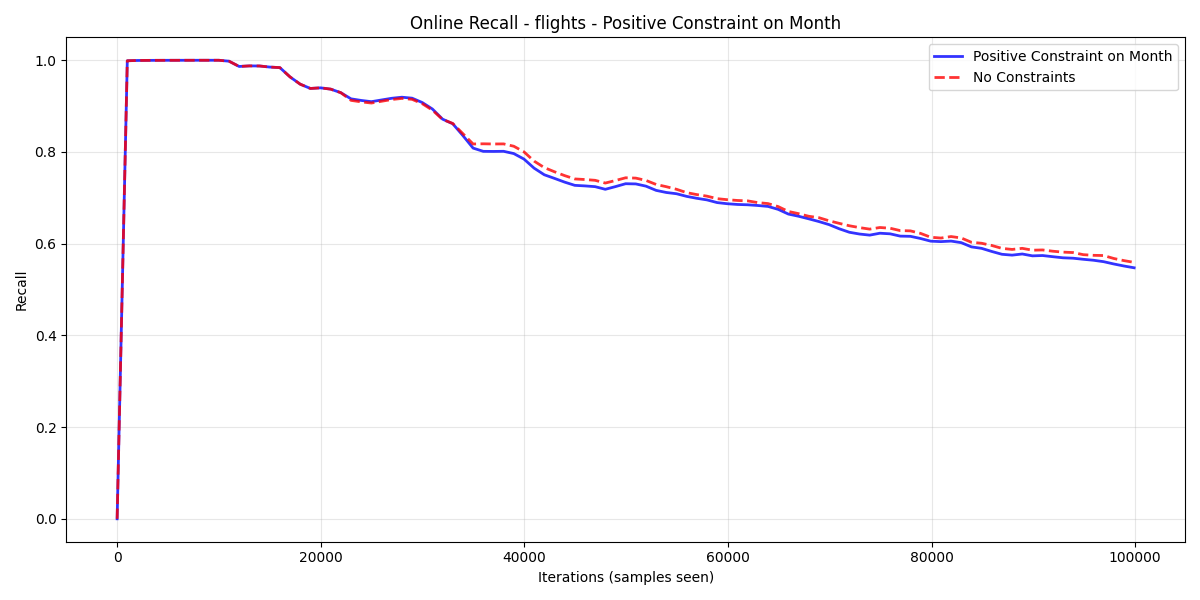 Online Recall - flights - Positive Constraint on Month
Positive Constraint on Month
No Constraints
1.0
0.8
0.6
0.4
0.2
0.0
Recall
0 20000 40000 60000 80000 100000
Iterations (samples seen)